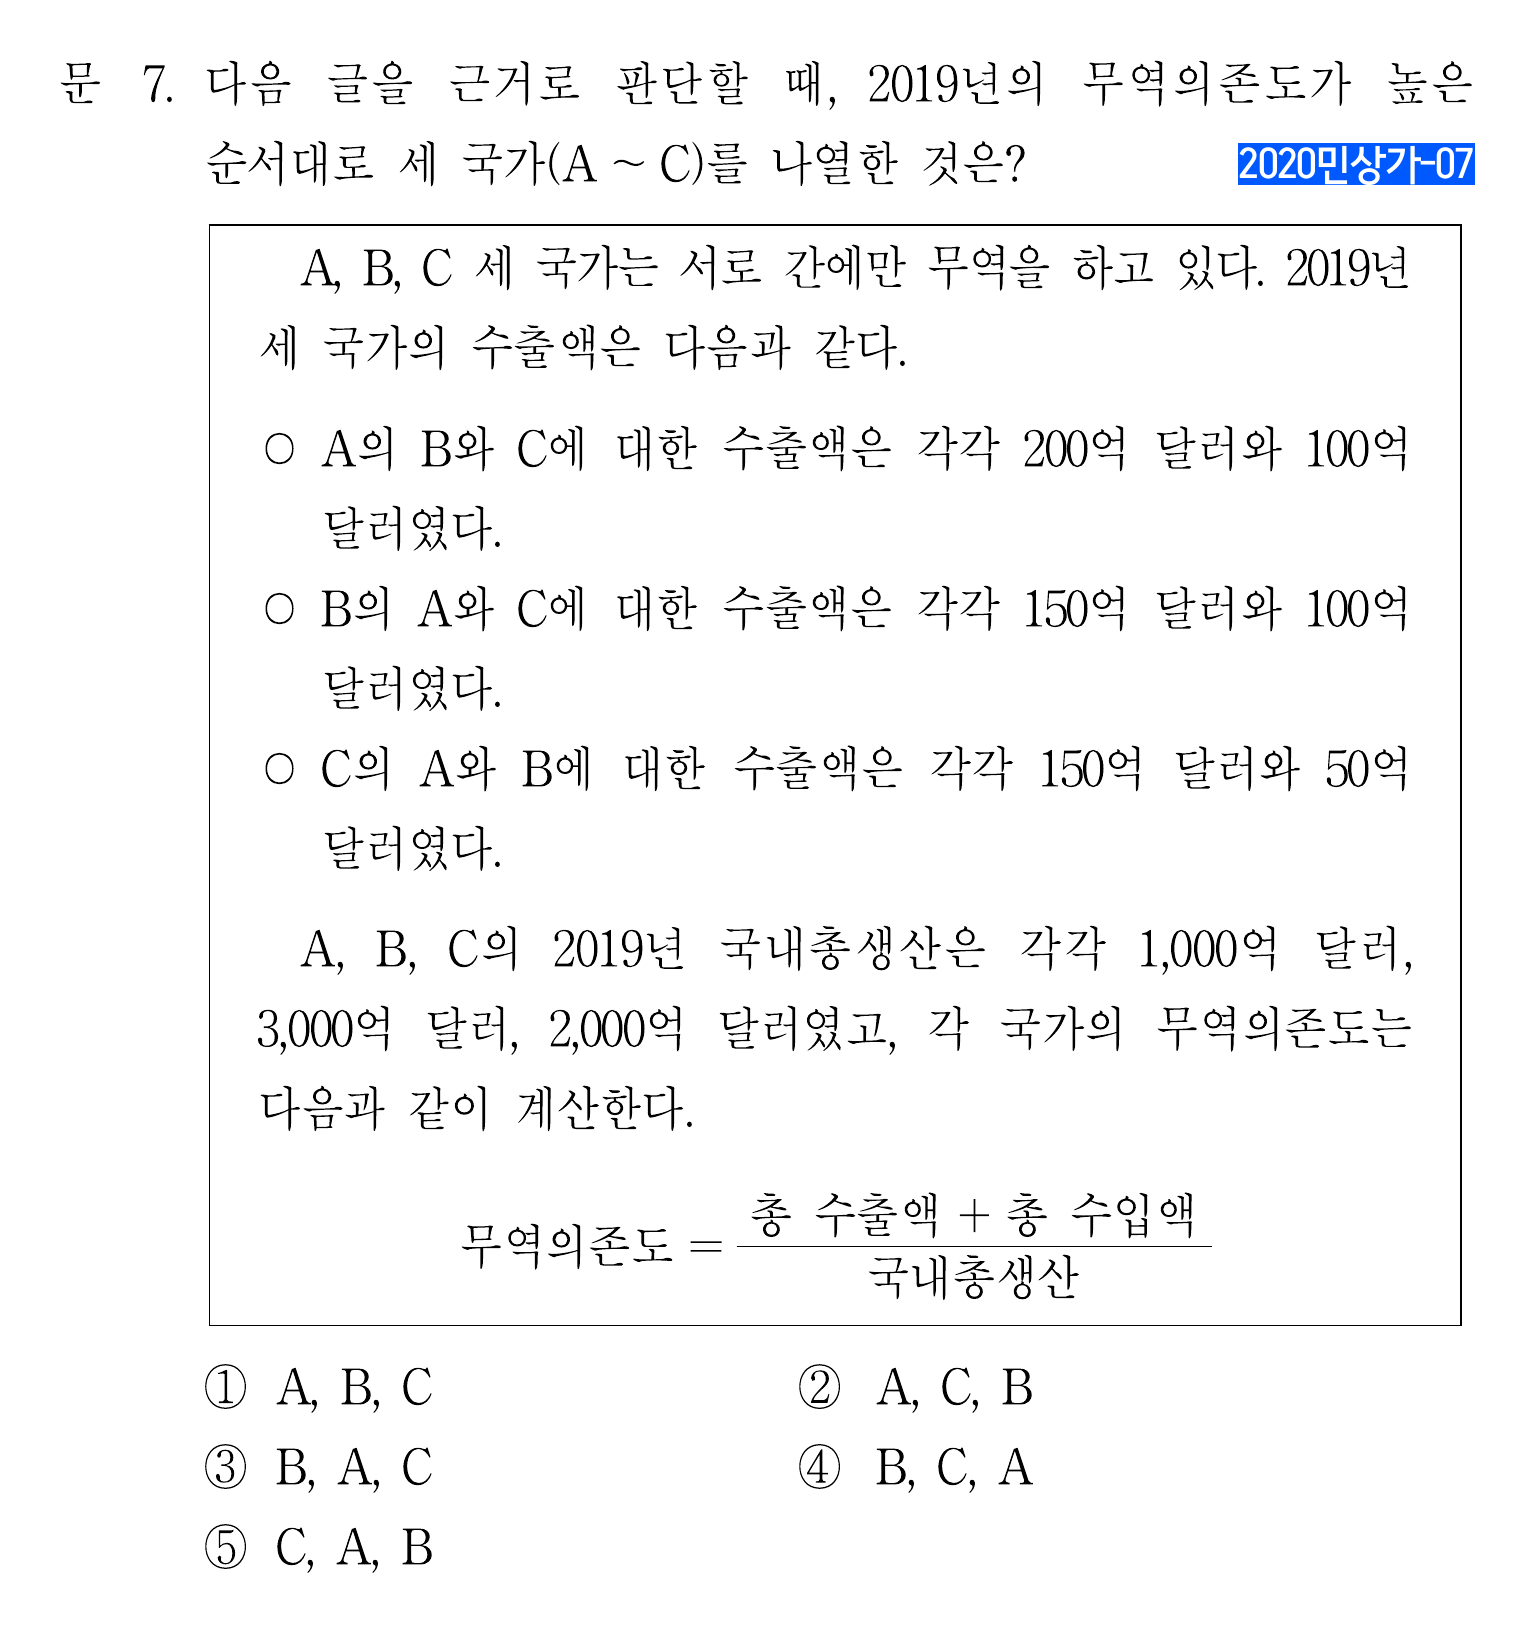 문 7. 다음 글을 근거로 판단할 때, 2019년의 무역의존도가 높은
순서대로 세 국가(A ~ C)를 나열한 것은?
2020민상가-07
A, B, C 세 국가는 서로 간에만 무역을 하고 있다. 2019년
세 국가의 수출액은 다음과 같다.
○ A의 B와 C에 대한 수출액은 각각 200억 달러와 100억
달러였다.
○ B의 A와 C에 대한 수출액은 각각 150억 달러와 100억
달러였다.
○ C의 A와 B에 대한 수출액은 각각 150억 달러와 50억
달러였다.
A, B, C의 2019년 국내총생산은 각각 1,000억 달러,
3,000억 달러, 2,000억 달러였고, 각 국가의 무역의존도는
다음과 같이 계산한다.
총 수출액 + 총 수입액
무역의존도 =
국내총생산
① A, B, C
② A, C, B
③ B, A, C
④ B, C, A
⑤ C, A, B